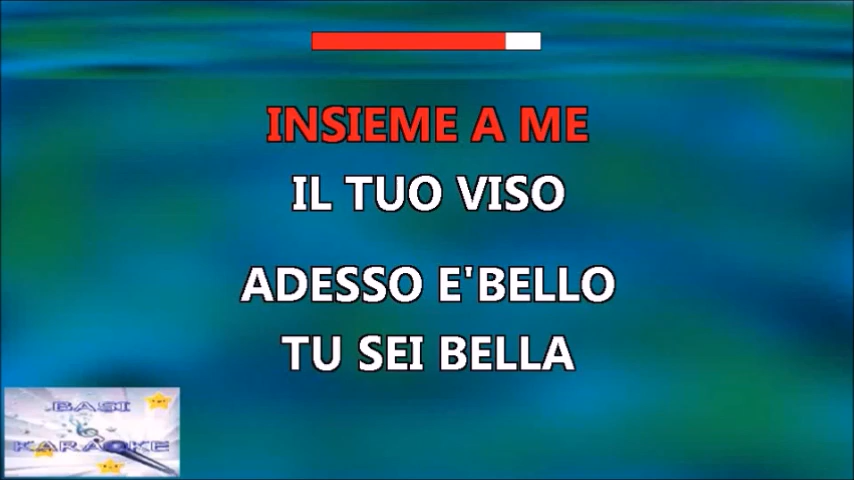 INSIEME A ME
IL TUO VISO
ADESSO E'BELLO
TU SEI BELLA
BASI
KARAOKE